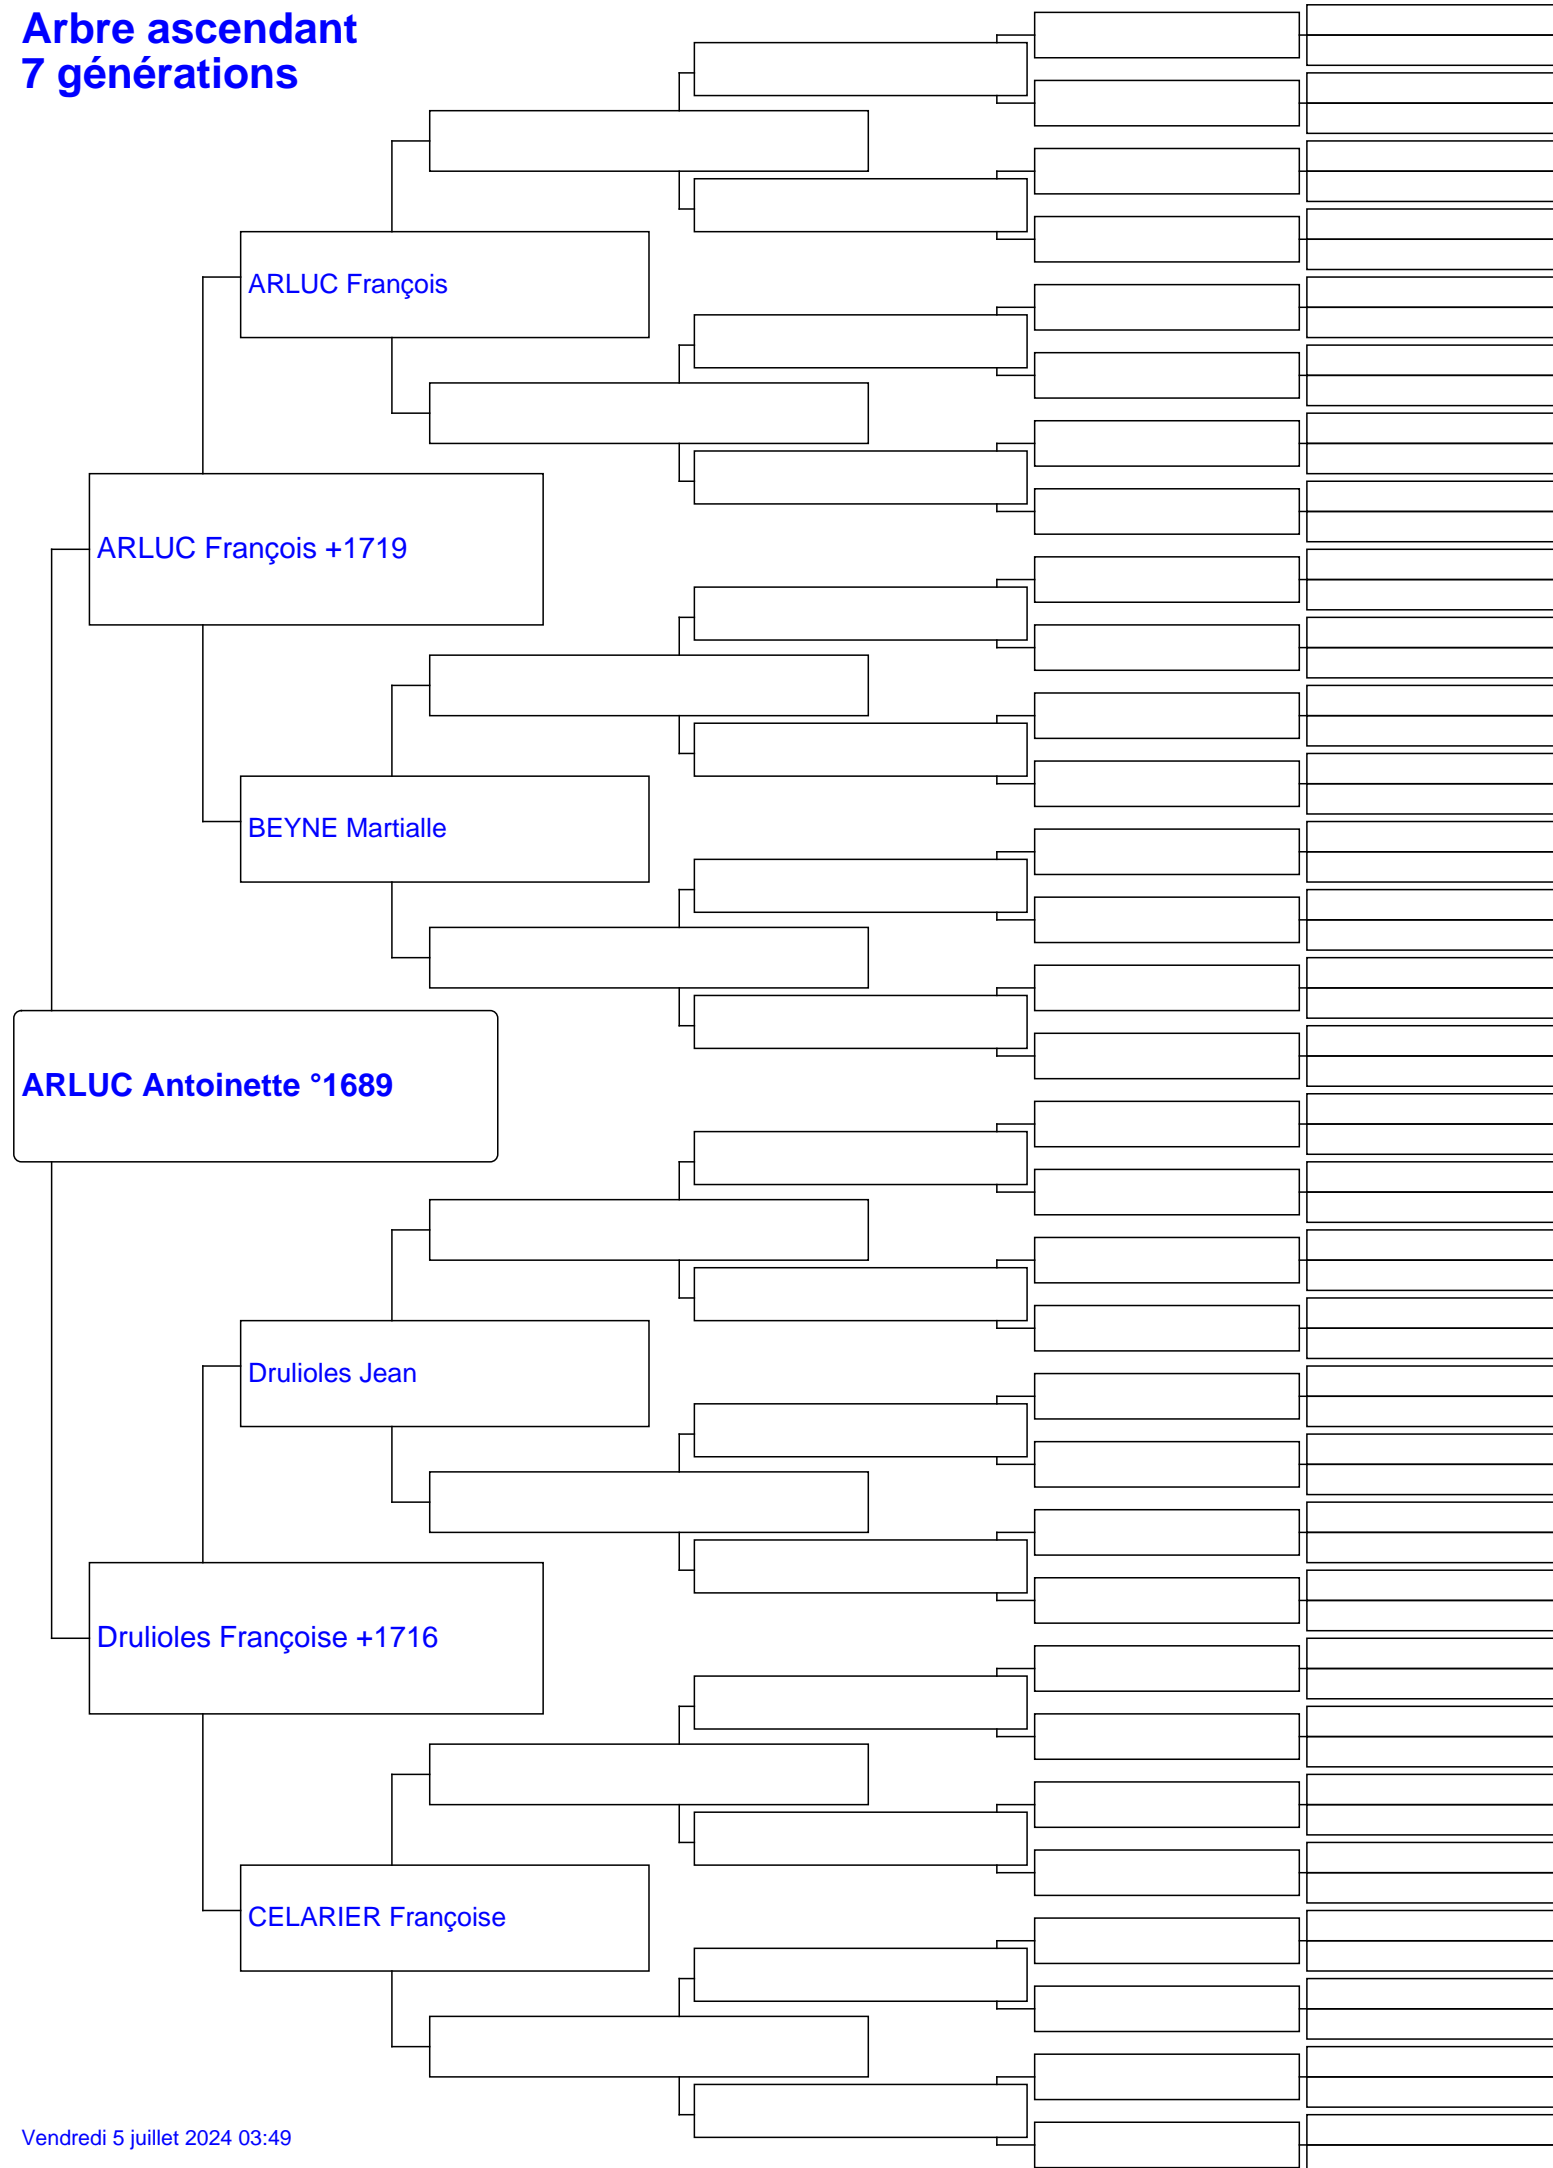 Arbre ascendant
7 générations
ARLUC François
ARLUC François +1719
BEYNE Martialle
ARLUC Antoinette °1689
Drulioles Jean
Drulioles Françoise +1716
CELARIER Françoise
Vendredi 5 juillet 2024 03:49